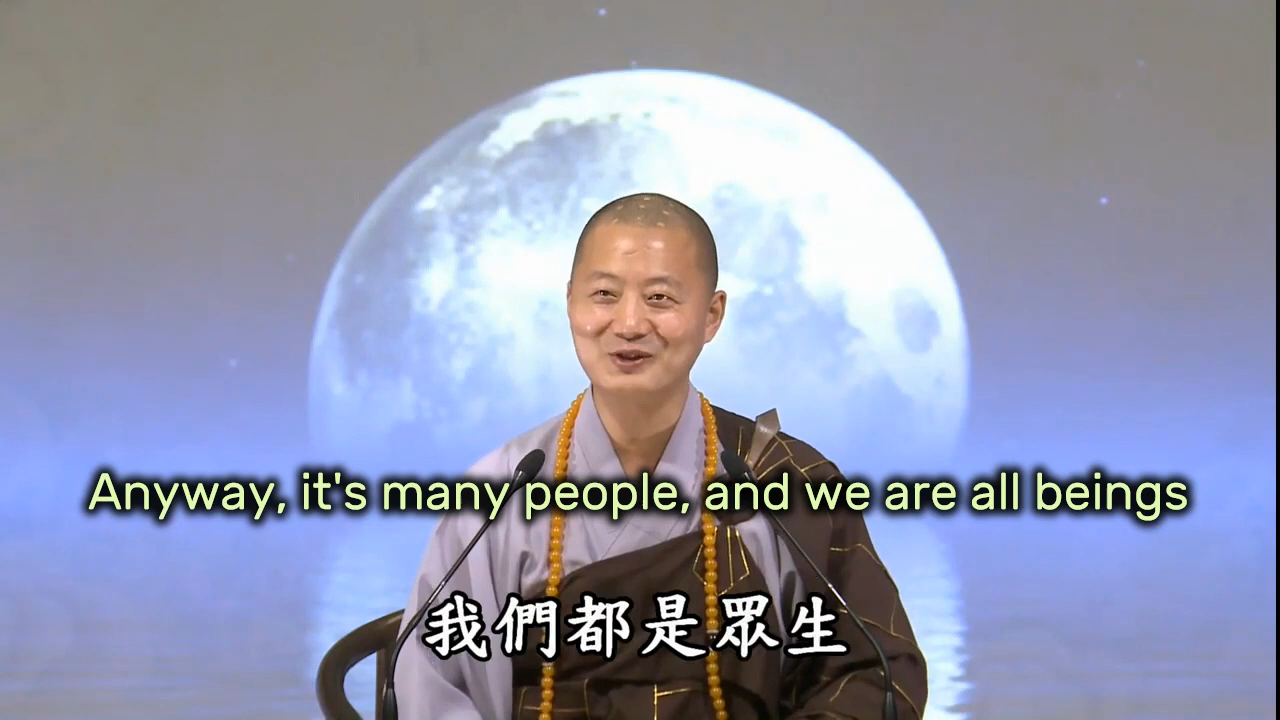 Anyway, it's many people, and we are all beings
我們都是眾生